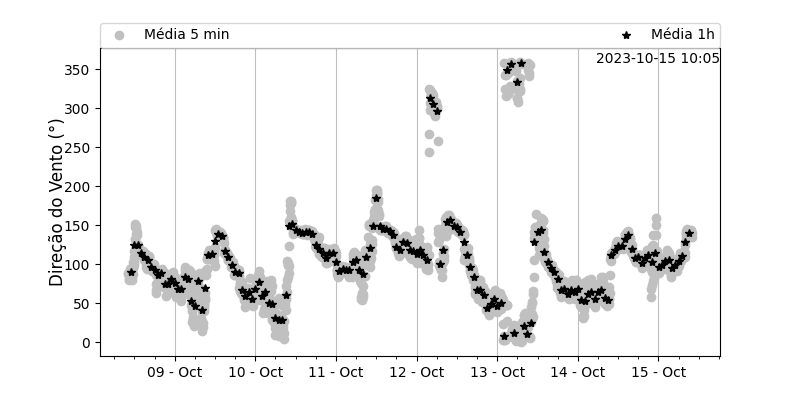 Média 5 min
Média 1h
2023-10-15 10:05
Direção do Vento (°)
350
300
250
200
150
100
50
0
09 - Oct
10 - Oct
11 - Oct
12 - Oct
13 - Oct
14 - Oct
15 - Oct